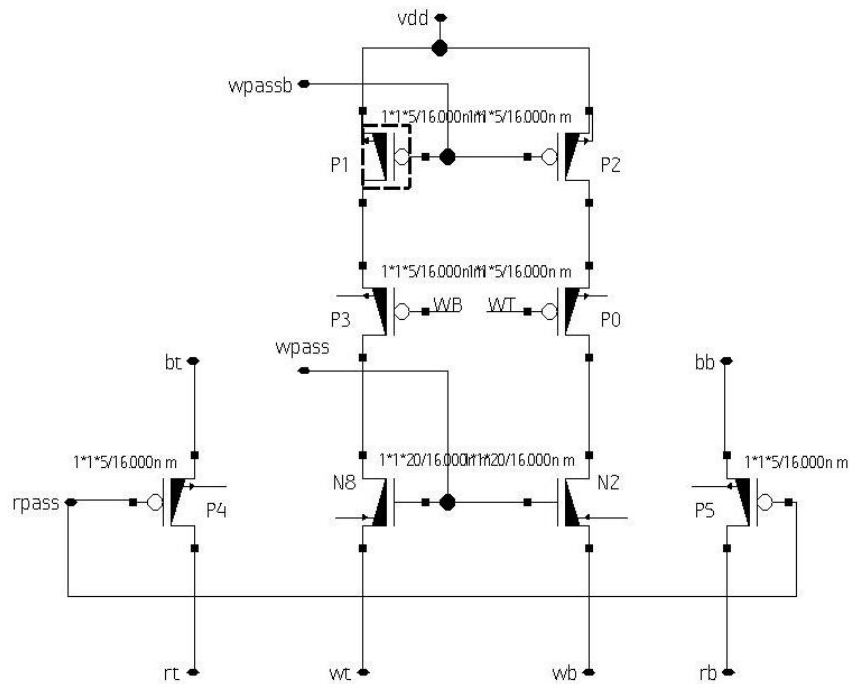 vdd
wpassb
1*1*5/16.000n m
1*1*5/16.000n m
P1
P2
1*1*5/16.000n m
1*1*5/16.000n m
WB
WT
P3
P0
wpass
bt
bb
1*1*5/16.000n m
1*1*20/16.000n m
1*1*20/16.000n m
1*1*5/16.000n m
N8
N2
rpass
P4
P5
rt
wt
wb
rb